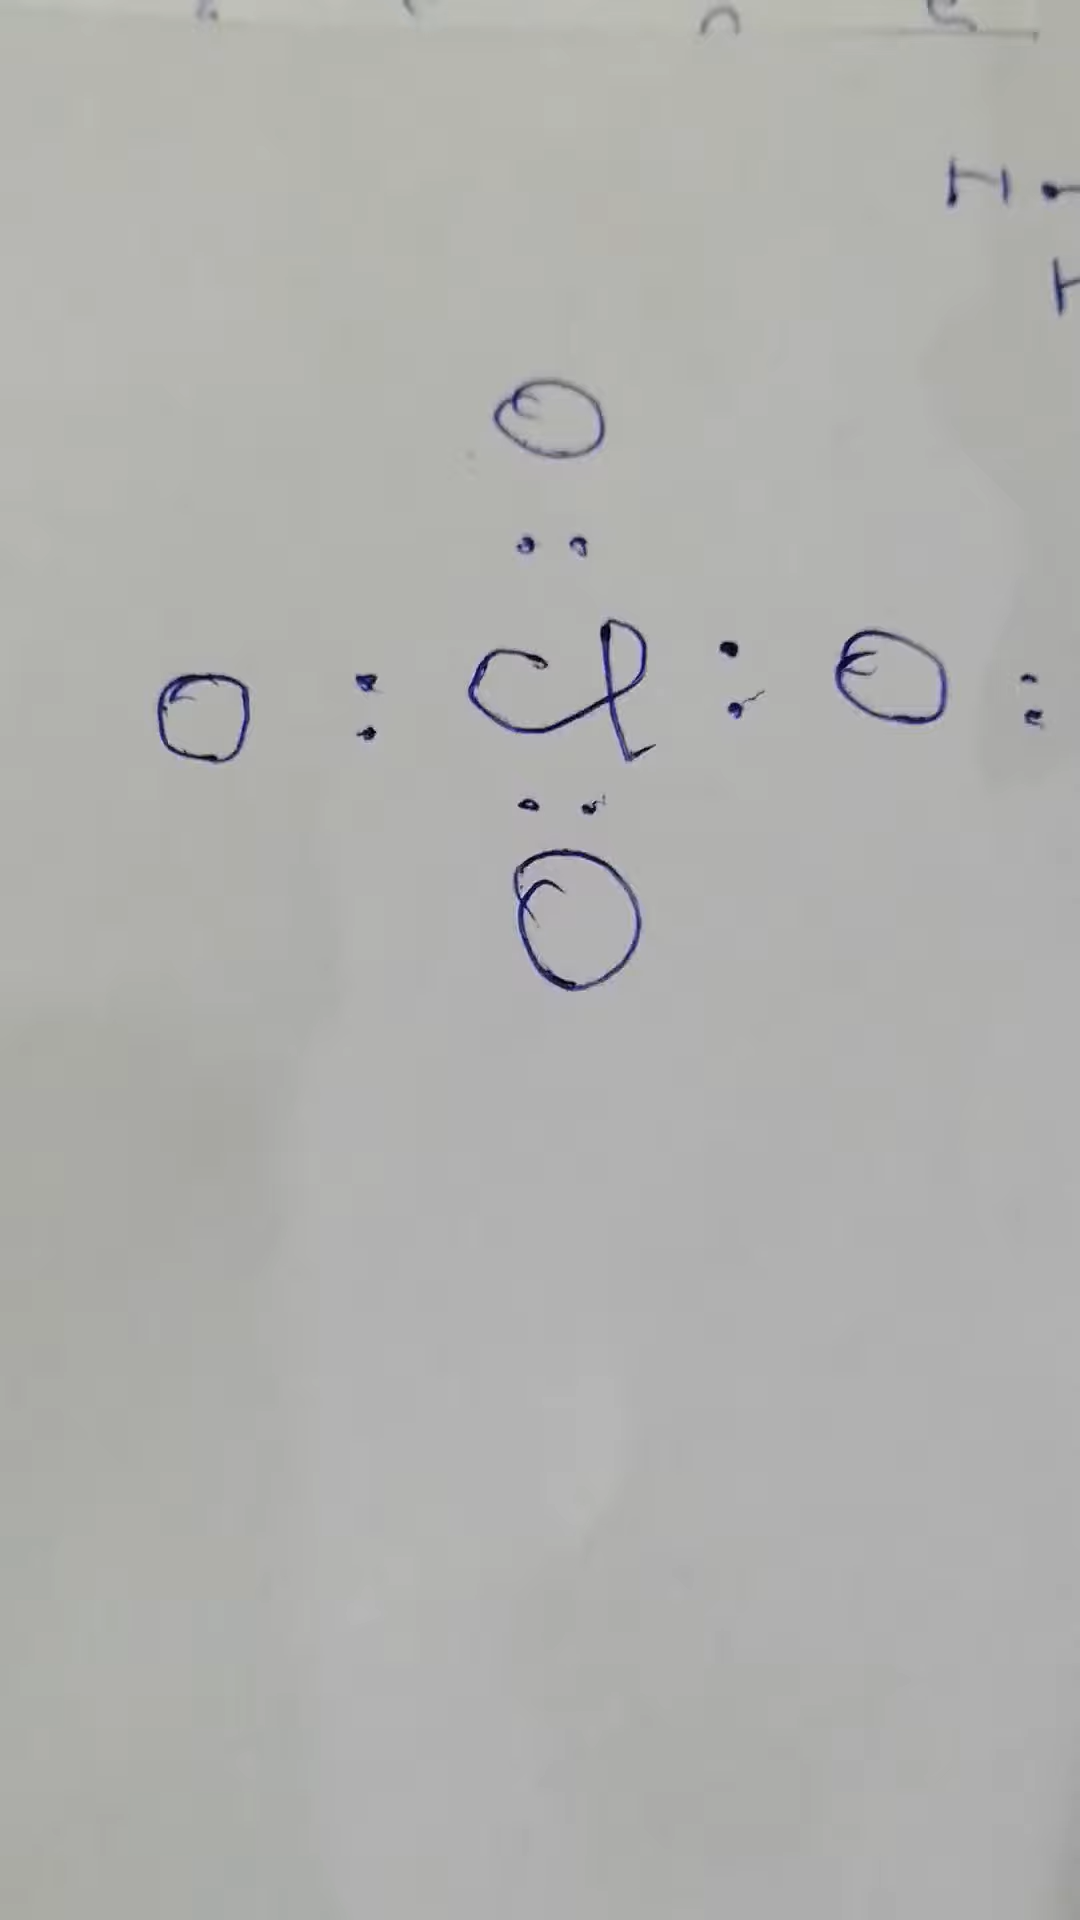 H
O
. .
O : Cl : O :
. .
O